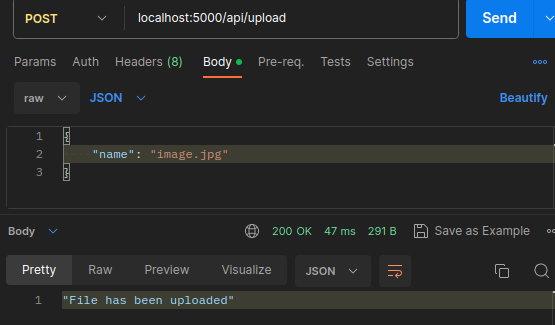 POST localhost:5000/api/upload Send
Params Auth Headers (8) Body Pre-req. Tests Settings
raw JSON Beautify
1 {
2 "name": "image.jpg"
3 }
Body 200 OK 47 ms 291 B Save as Example
Pretty Raw Preview Visualize JSON
1 "File has been uploaded"